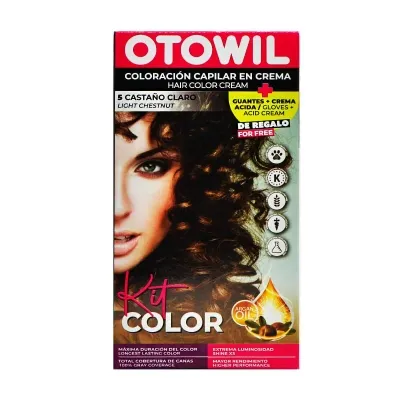 OTOWIL
COLORACIÓN CAPILAR EN CREMA
HAIR COLOR CREAM
5 CASTAÑO CLARO
LIGHT CHESTNUT
+
GUANTES + CREMA
ACIDA / GLOVES +
ACID CREAM
DE REGALO
FOR FREE
K
Kit
COLOR
ARGAN
OIL
MÁXIMA DURACIÓN DEL COLOR
LONGEST LASTING COLOR
EXTREMA LUMINOSIDAD
SHINE X3
TOTAL COBERTURA DE CANAS
100% GRAY COVERAGE
MAYOR RENDIMIENTO
HIGHER PERFORMANCE